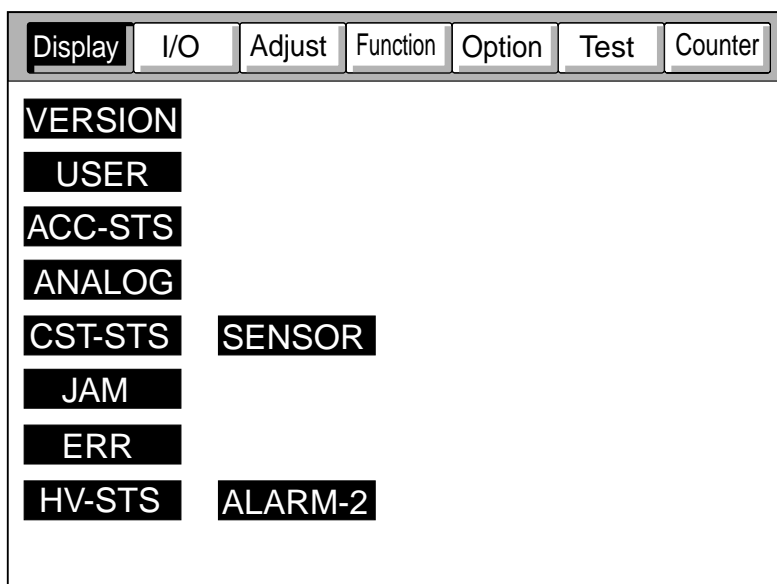 Display I/O Adjust Function Option Test Counter
VERSION
USER
ACC-STS
ANALOG
CST-STS SENSOR
JAM
ERR
HV-STS ALARM-2